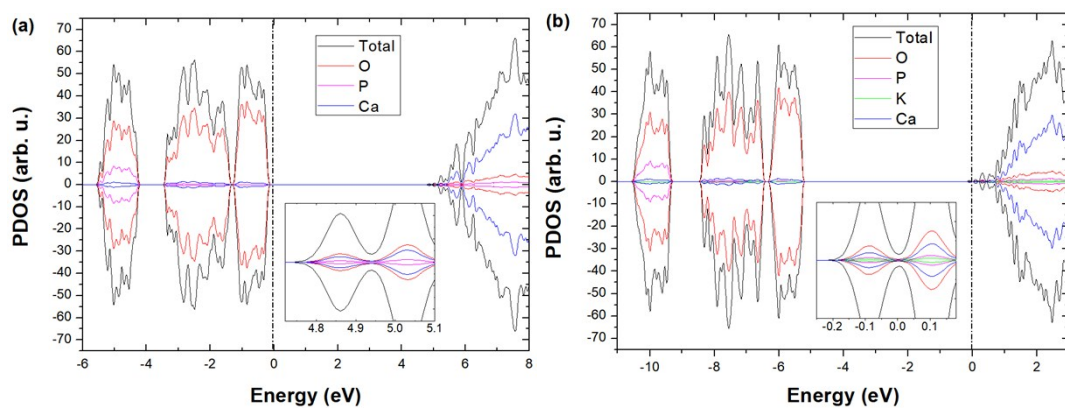 (a)
Total
O
P
Ca
PDOS (arb. u.)
70
60
50
40
30
20
10
0
-10
-20
-30
-40
-50
-60
-70
4.8 4.9 5.0 5.1
-6 -4 -2 0 2 4 6 8
Energy (eV)
(b)
Total
O
P
K
Ca
PDOS (arb. u.)
70
60
50
40
30
20
10
0
-10
-20
-30
-40
-50
-60
-70
-0.2 -0.1 0.0 0.1
-10 -8 -6 -4 -2 0 2
Energy (eV)